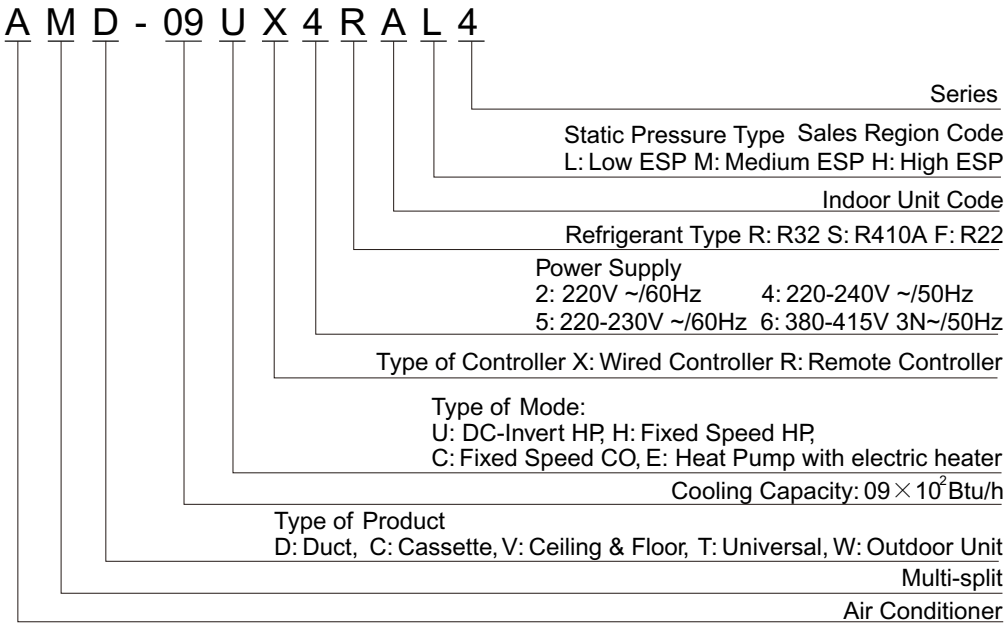 A M D - 09 U X 4 R A L 4
Series
Static Pressure Type Sales Region Code
L: Low ESP M: Medium ESP H: High ESP
Indoor Unit Code
Refrigerant Type R: R32 S: R410A F: R22
Power Supply
2: 220V ~/60Hz 4: 220-240V ~/50Hz
5: 220-230V ~/60Hz 6: 380-415V 3N~/50Hz
Type of Controller X: Wired Controller R: Remote Controller
Type of Mode:
U: DC-Invert HP, H: Fixed Speed HP,
C: Fixed Speed CO, E: Heat Pump with electric heater
Cooling Capacity: 09×10²Btu/h
Type of Product
D: Duct, C: Cassette, V: Ceiling & Floor, T: Universal, W: Outdoor Unit
Multi-split
Air Conditioner